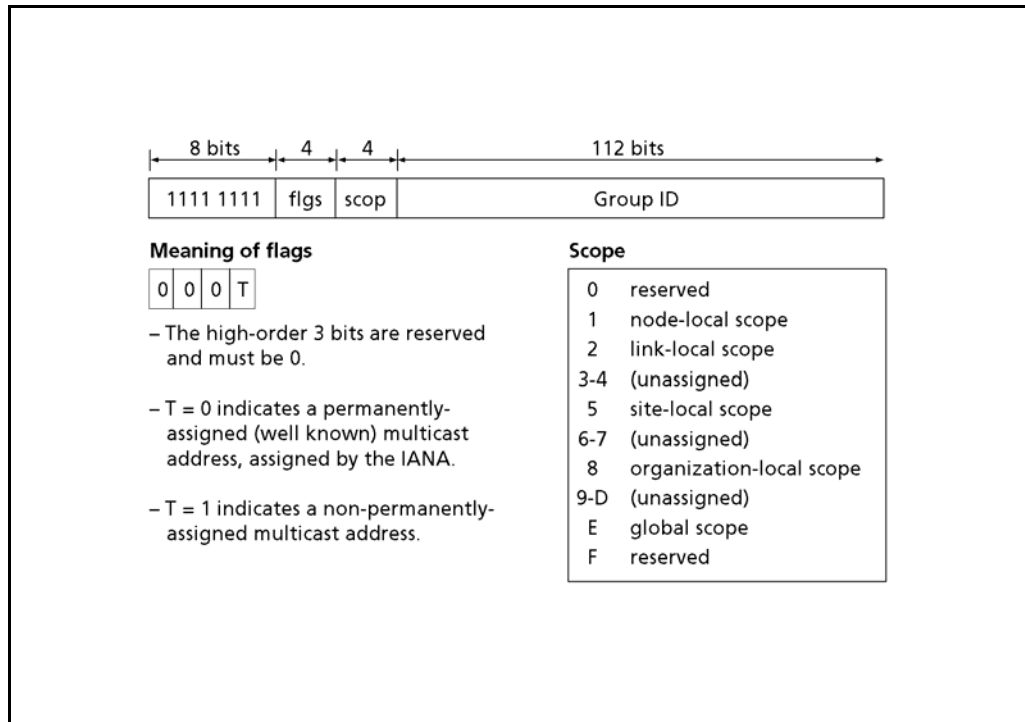 8 bits 4 4 112 bits
1111 1111 flgs scop Group ID
Meaning of flags
0 0 0 T
– The high-order 3 bits are reserved
and must be 0.
– T = 0 indicates a permanently-
assigned (well known) multicast
address, assigned by the IANA.
– T = 1 indicates a non-permanently-
assigned multicast address.
Scope
0 reserved
1 node-local scope
2 link-local scope
3-4 (unassigned)
5 site-local scope
6-7 (unassigned)
8 organization-local scope
9-D (unassigned)
E global scope
F reserved